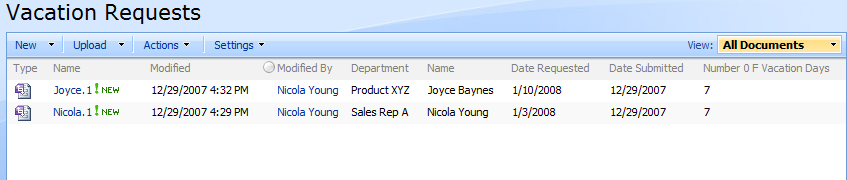 Vacation Requests
New Upload Actions Settings View: All Documents
Type Name Modified Modified By Department Name Date Requested Date Submitted Number 0 F Vacation Days
Joyce.1 ! NEW 12/29/2007 4:32 PM Nicola Young Product XYZ Joyce Baynes 1/10/2008 12/29/2007 7
Nicola.1 ! NEW 12/29/2007 4:29 PM Nicola Young Sales Rep A Nicola Young 1/3/2008 12/29/2007 7